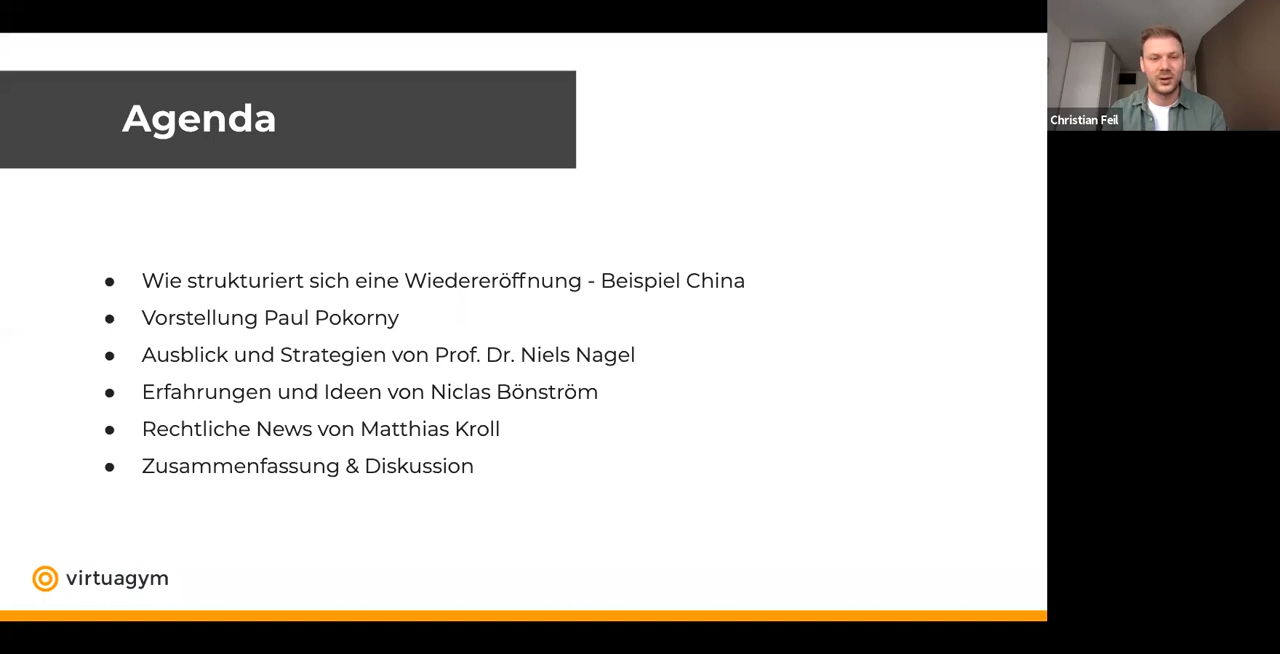 Agenda
Christian Feil
● Wie strukturiert sich eine Wiedereröffnung - Beispiel China
● Vorstellung Paul Pokorny
● Ausblick und Strategien von Prof. Dr. Niels Nagel
● Erfahrungen und Ideen von Niclas Bönström
● Rechtliche News von Matthias Kroll
● Zusammenfassung & Diskussion
virtuagym